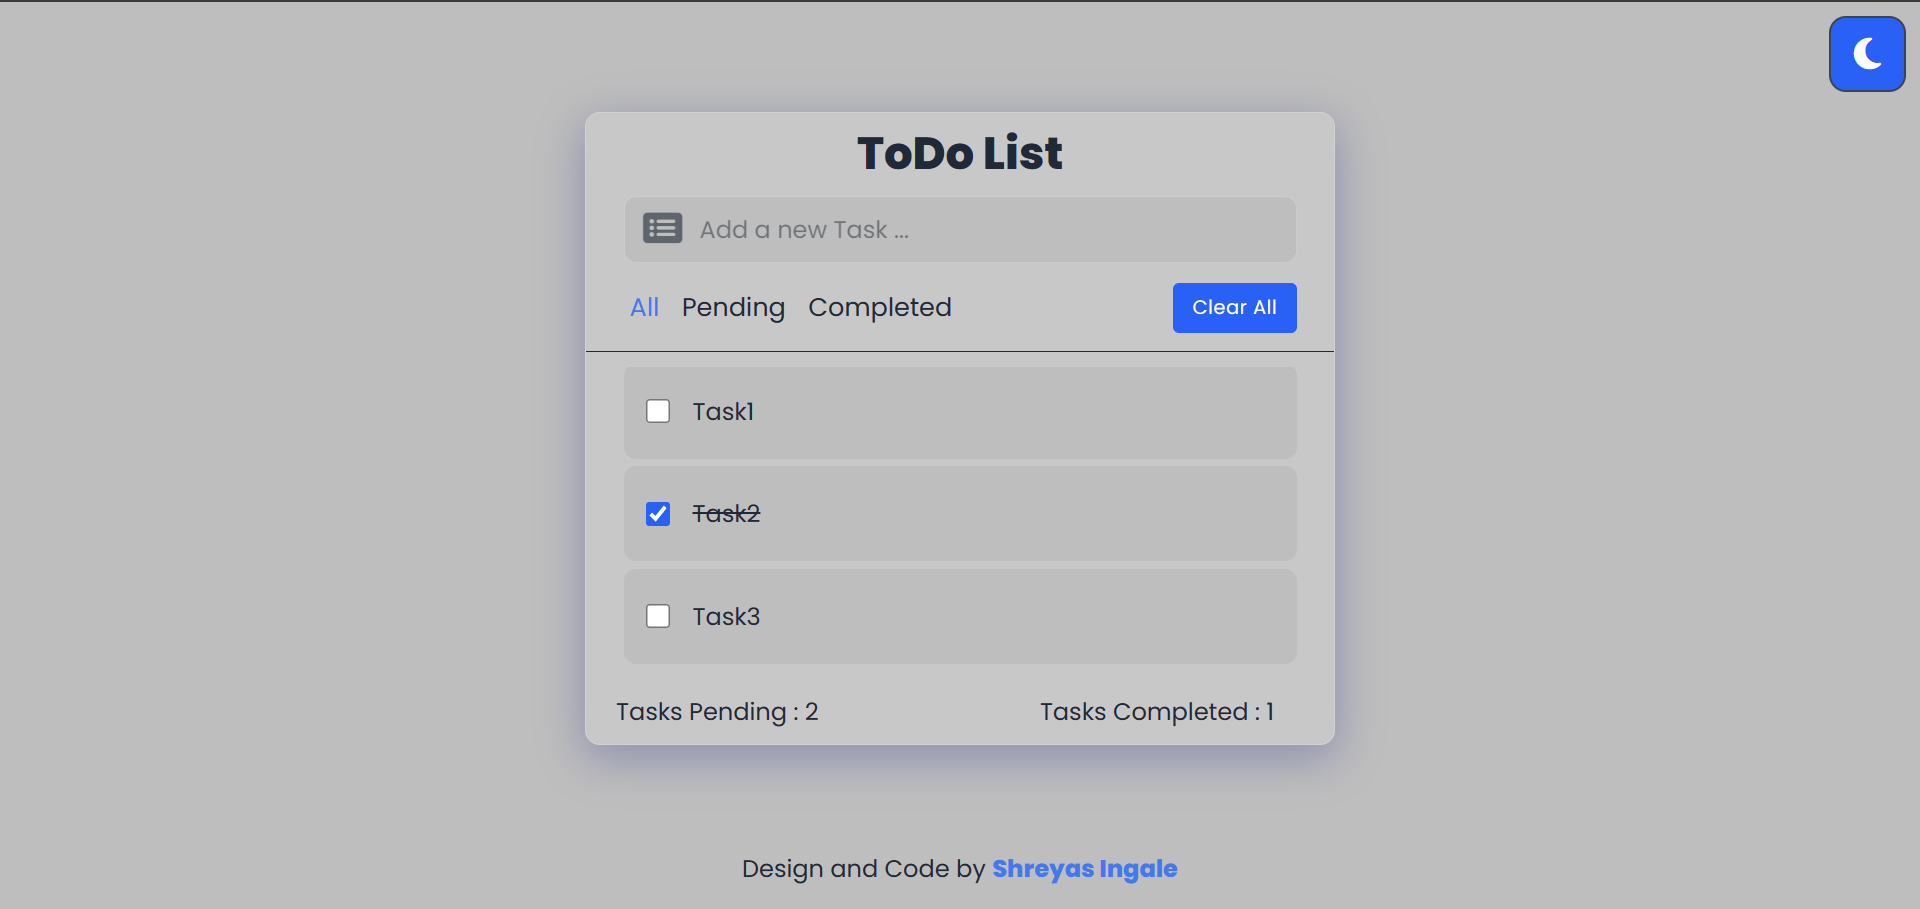 ToDo List
Add a new Task ...
All Pending Completed Clear All
Task1
Task2
Task3
Tasks Pending : 2 Tasks Completed : 1
Design and Code by Shreyas Ingale